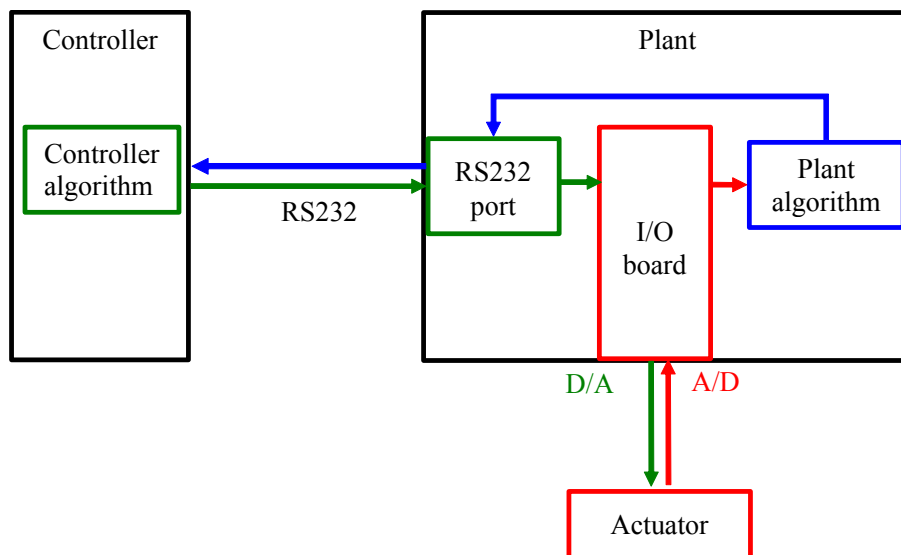 Controller
Plant
Controller
algorithm
RS232
RS232
port
I/O
board
Plant
algorithm
D/A
A/D
Actuator